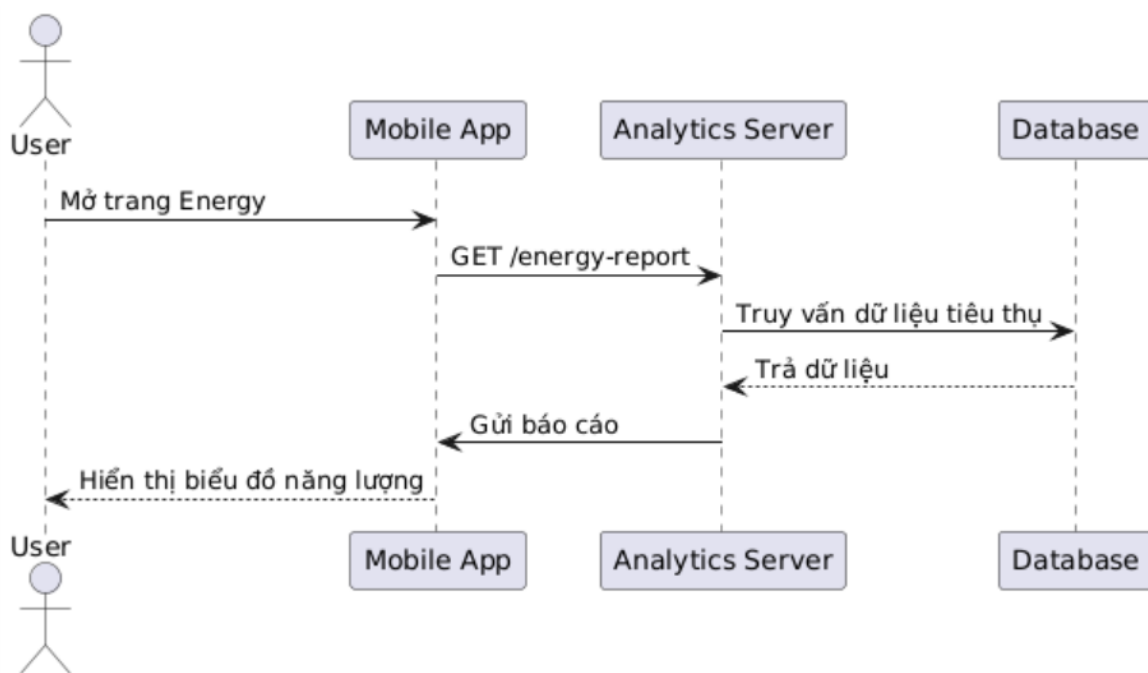 User
Mobile App
Analytics Server
Database
Mở trang Energy
GET /energy-report
Truy vấn dữ liệu tiêu thụ
Trả dữ liệu
Gửi báo cáo
Hiển thị biểu đồ năng lượng
User
Mobile App
Analytics Server
Database